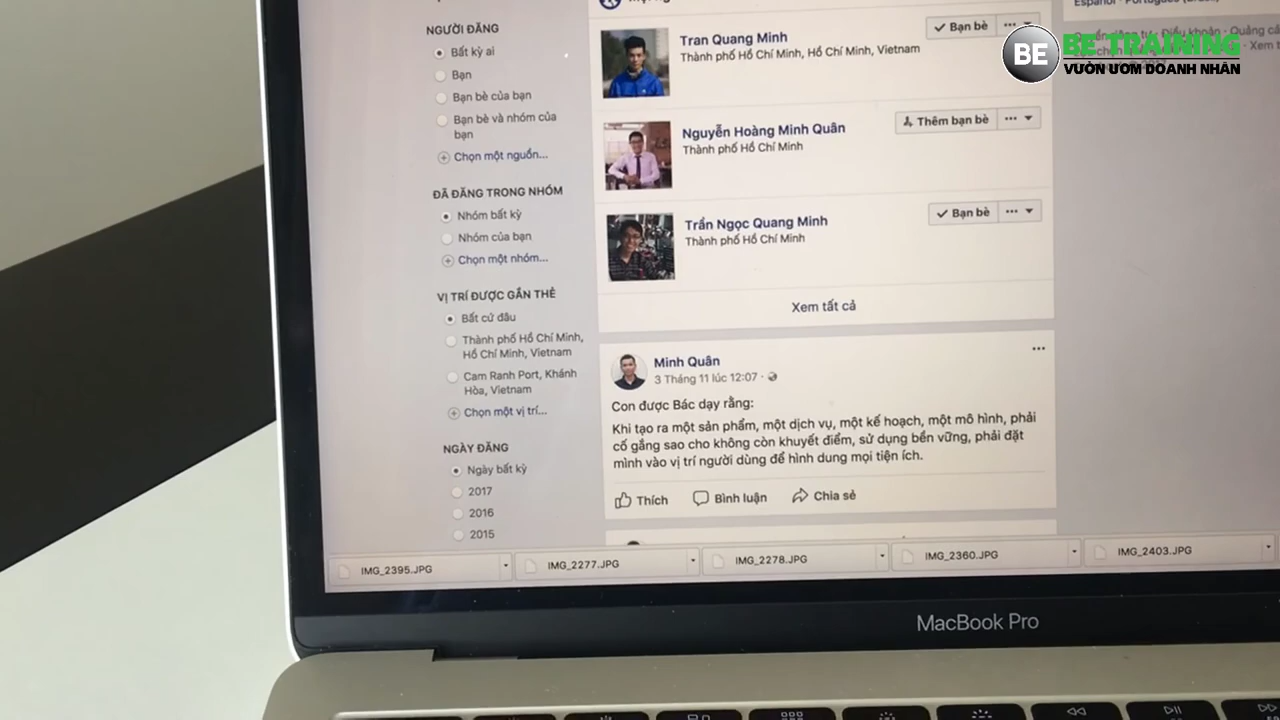 NGƯỜI ĐĂNG
Bất kỳ ai
Bạn
Bạn bè của bạn
Bạn bè và nhóm của
bạn
Chọn một nguồn...
ĐÃ ĐĂNG TRONG NHÓM
Nhóm bất kỳ
Nhóm của bạn
Chọn một nhóm...
VỊ TRÍ ĐƯỢC GẮN THẺ
Bất cứ đâu
Thành phố Hồ Chí Minh,
Hồ Chí Minh, Vietnam
Cam Ranh Port, Khánh
Hòa, Vietnam
Chọn một vị trí...
NGÀY ĐĂNG
Ngày bất kỳ
2017
2016
2015
Tran Quang Minh
Thành phố Hồ Chí Minh, Hồ Chí Minh, Vietnam
Bạn bè
Nguyễn Hoàng Minh Quân
Thành phố Hồ Chí Minh
Thêm bạn bè
Trần Ngọc Quang Minh
Thành phố Hồ Chí Minh
Bạn bè
Xem tất cả
Minh Quân
3 Tháng 11 lúc 12:07
Con được Bác dạy rằng:
Khi tạo ra một sản phẩm, một dịch vụ, một kế hoạch, một mô hình, phải
cố gắng sao cho không còn khuyết điểm, sử dụng bền vững, phải đặt
mình vào vị trí người dùng để hình dung mọi tiện ích.
Thích
Bình luận
Chia sẻ
BE
BE TRAINING
VƯỜN ƯƠM DOANH NHÂN
IMG_2395.JPG
IMG_2277.JPG
IMG_2278.JPG
IMG_2360.JPG
IMG_2403.JPG
MacBook Pro